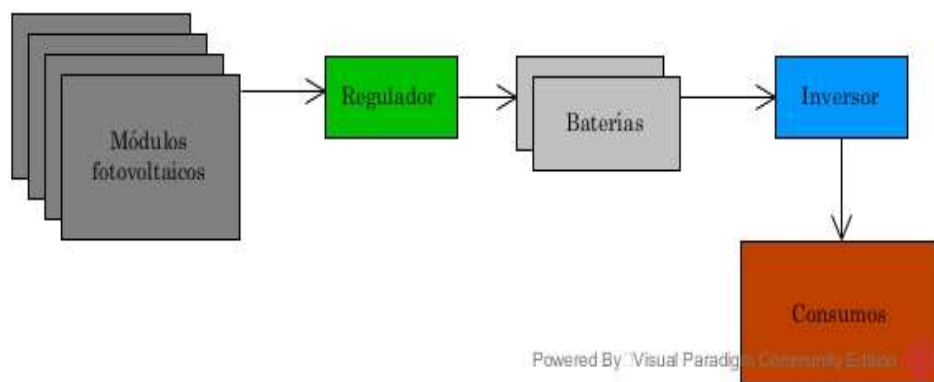 Módulos
fotovoltaicos
Regulador
Baterías
Inversor
Consumos
Powered By Visual Paradigm Community Edition